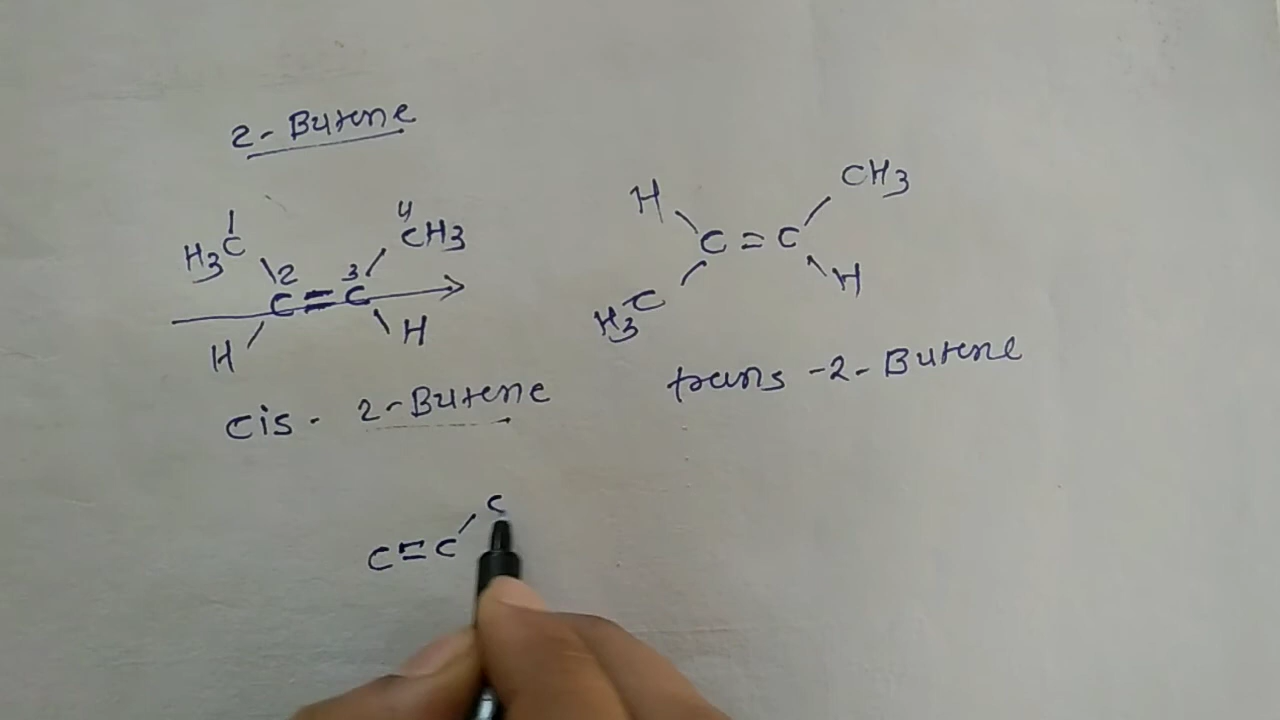 2-Butene
1 4
H3C CH3
2 3
C=C
H H
cis- 2-Butene
H CH3
C=C
H3C H
trans-2-Butene
C
C=C